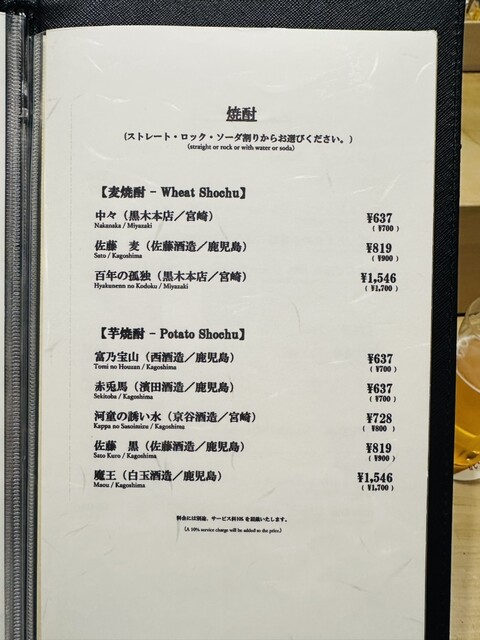 焼酎
(ストレート・ロック・ソーダ割りからお選びください。)
(straight or rock or with water or soda)
【麦焼酎 - Wheat Shochu】
中々（黒木本店／宮崎） ¥637
Nakanaka / Miyazaki ( ¥700 )
佐藤 麦（佐藤酒造／鹿児島） ¥819
Sato / Kagoshima ( ¥900 )
百年の孤独（黒木本店／宮崎） ¥1,546
Hyakunenn no Kodoku / Miyazaki ( ¥1,700 )
【芋焼酎 - Potato Shochu】
富乃宝山（西酒造／鹿児島） ¥637
Tomi no Houzan / Kagoshima ( ¥700 )
赤兎馬（濱田酒造／鹿児島） ¥637
Sekitoba / Kagoshima ( ¥700 )
河童の誘い水（京谷酒造／宮崎） ¥728
Kappa no Sasoimizu / Kagoshima ( ¥800 )
佐藤 黒（佐藤酒造／鹿児島） ¥819
Sato Kuro / Kagoshima ( ¥900 )
魔王（白玉酒造／鹿児島） ¥1,546
Maou / Kagoshima ( ¥1,700 )
料金には別途、サービス料10％を頂戴いたします。
(A 10% service charge will be added to the price.)